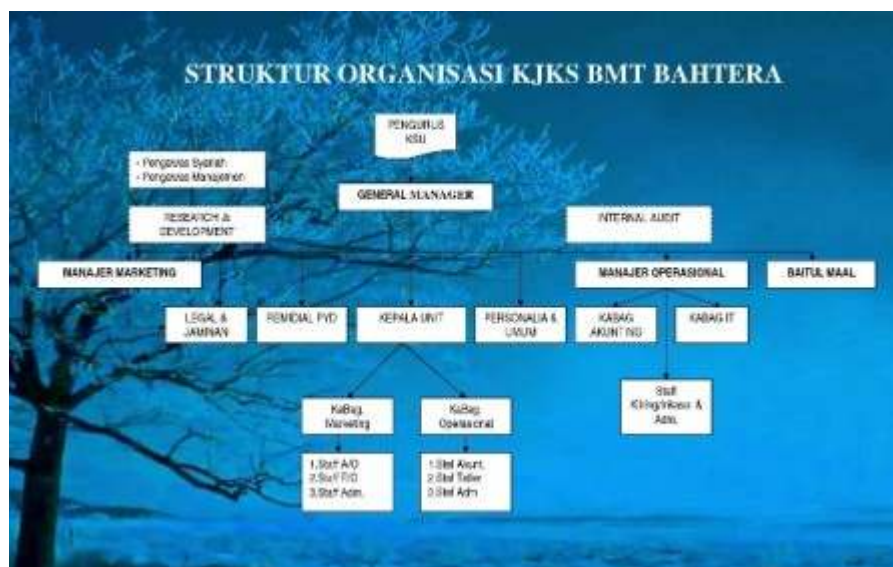 STRUKTUR ORGANISASI KJKS BMT BAHTERA
PENGURUS
KSU
- Pengawas Syariah
- Pengawas Manajemen
GENERAL MANAGER
RESEARCH &
DEVELOPMENT
INTERNAL AUDIT
MANAJER MARKETING
MANAJER OPERASIONAL
BAITUL MAAL
LEGAL &
JAMINAN
REMIDIAL PYD
KEPALA UNIT
PERSONALIA &
UMUM
KABAG
AKUNTING
KABAG IT
KaBag.
Marketing
KaBag.
Operasional
Staff
&
Adm.
1.Staff A/O
2.Staff F/O
3.Staff Adm.
1.Staf Akunt.
2.Staf Teller
3.Staf Adm